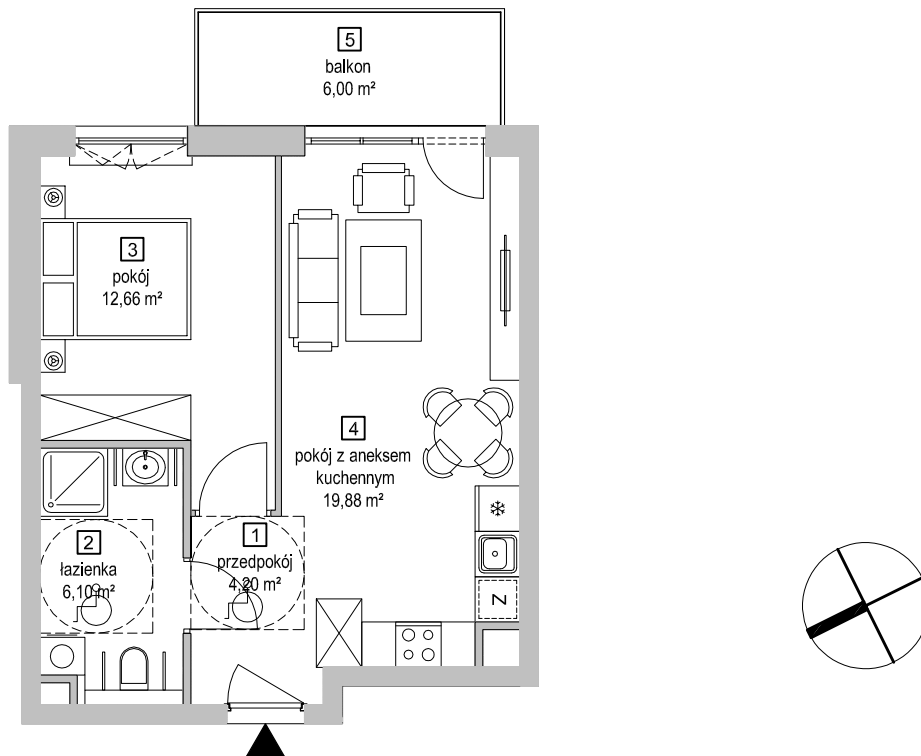 5
balkon
6,00 m²
3
pokój
12,66 m²
4
pokój z aneksem
kuchennym
19,88 m²
1
przedpokój
4,20 m²
2
łazienka
6,10 m²
Z